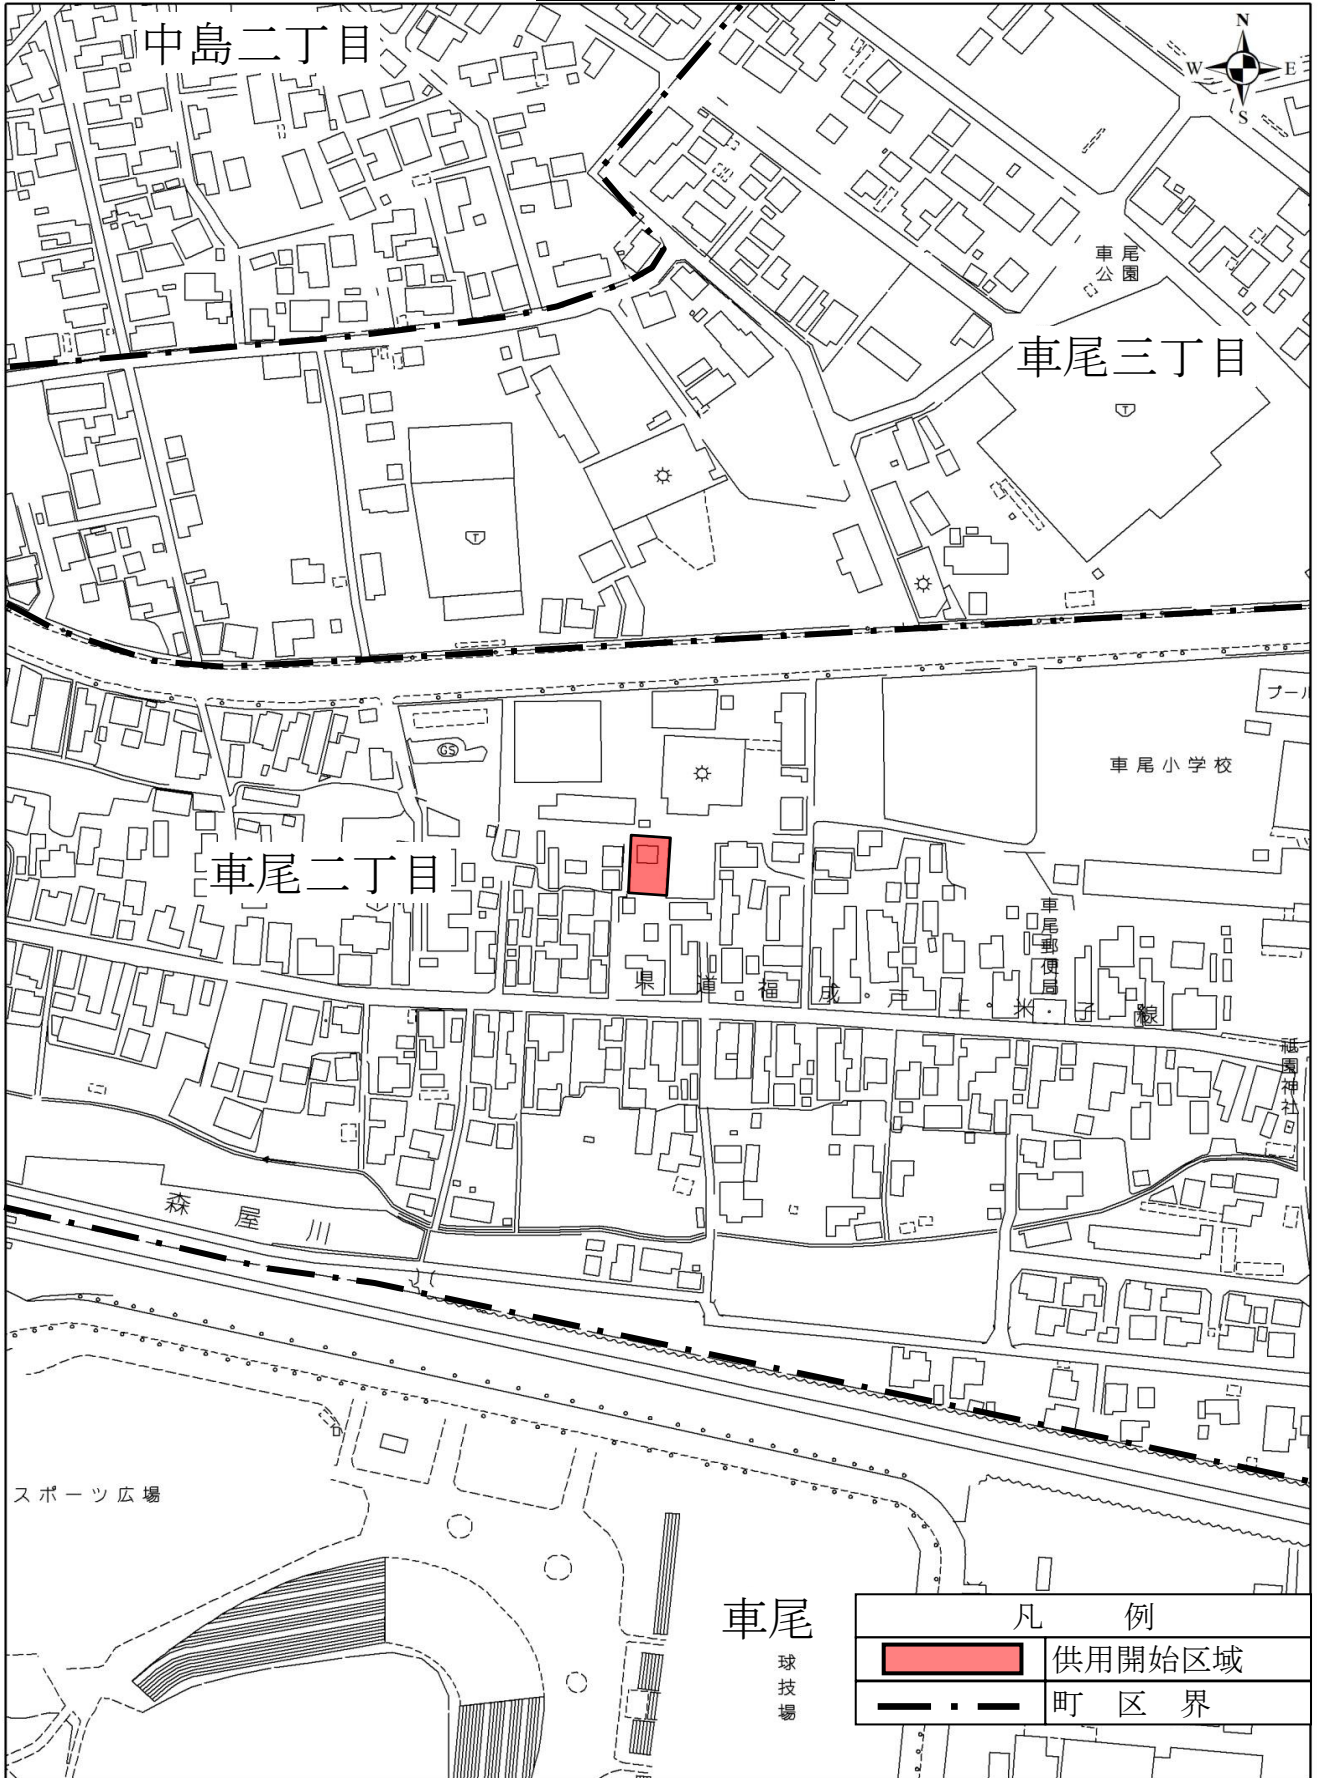 中島二丁目
N
W
E
S
車尾
公園
車尾三丁目
T
T
プール
GS
車尾小学校
車尾二丁目
車尾郵便局
県道福成・戸上・米・子線
祗園神社
森屋川
スポーツ広場
車尾
球技場
凡例
供用開始区域
町区界